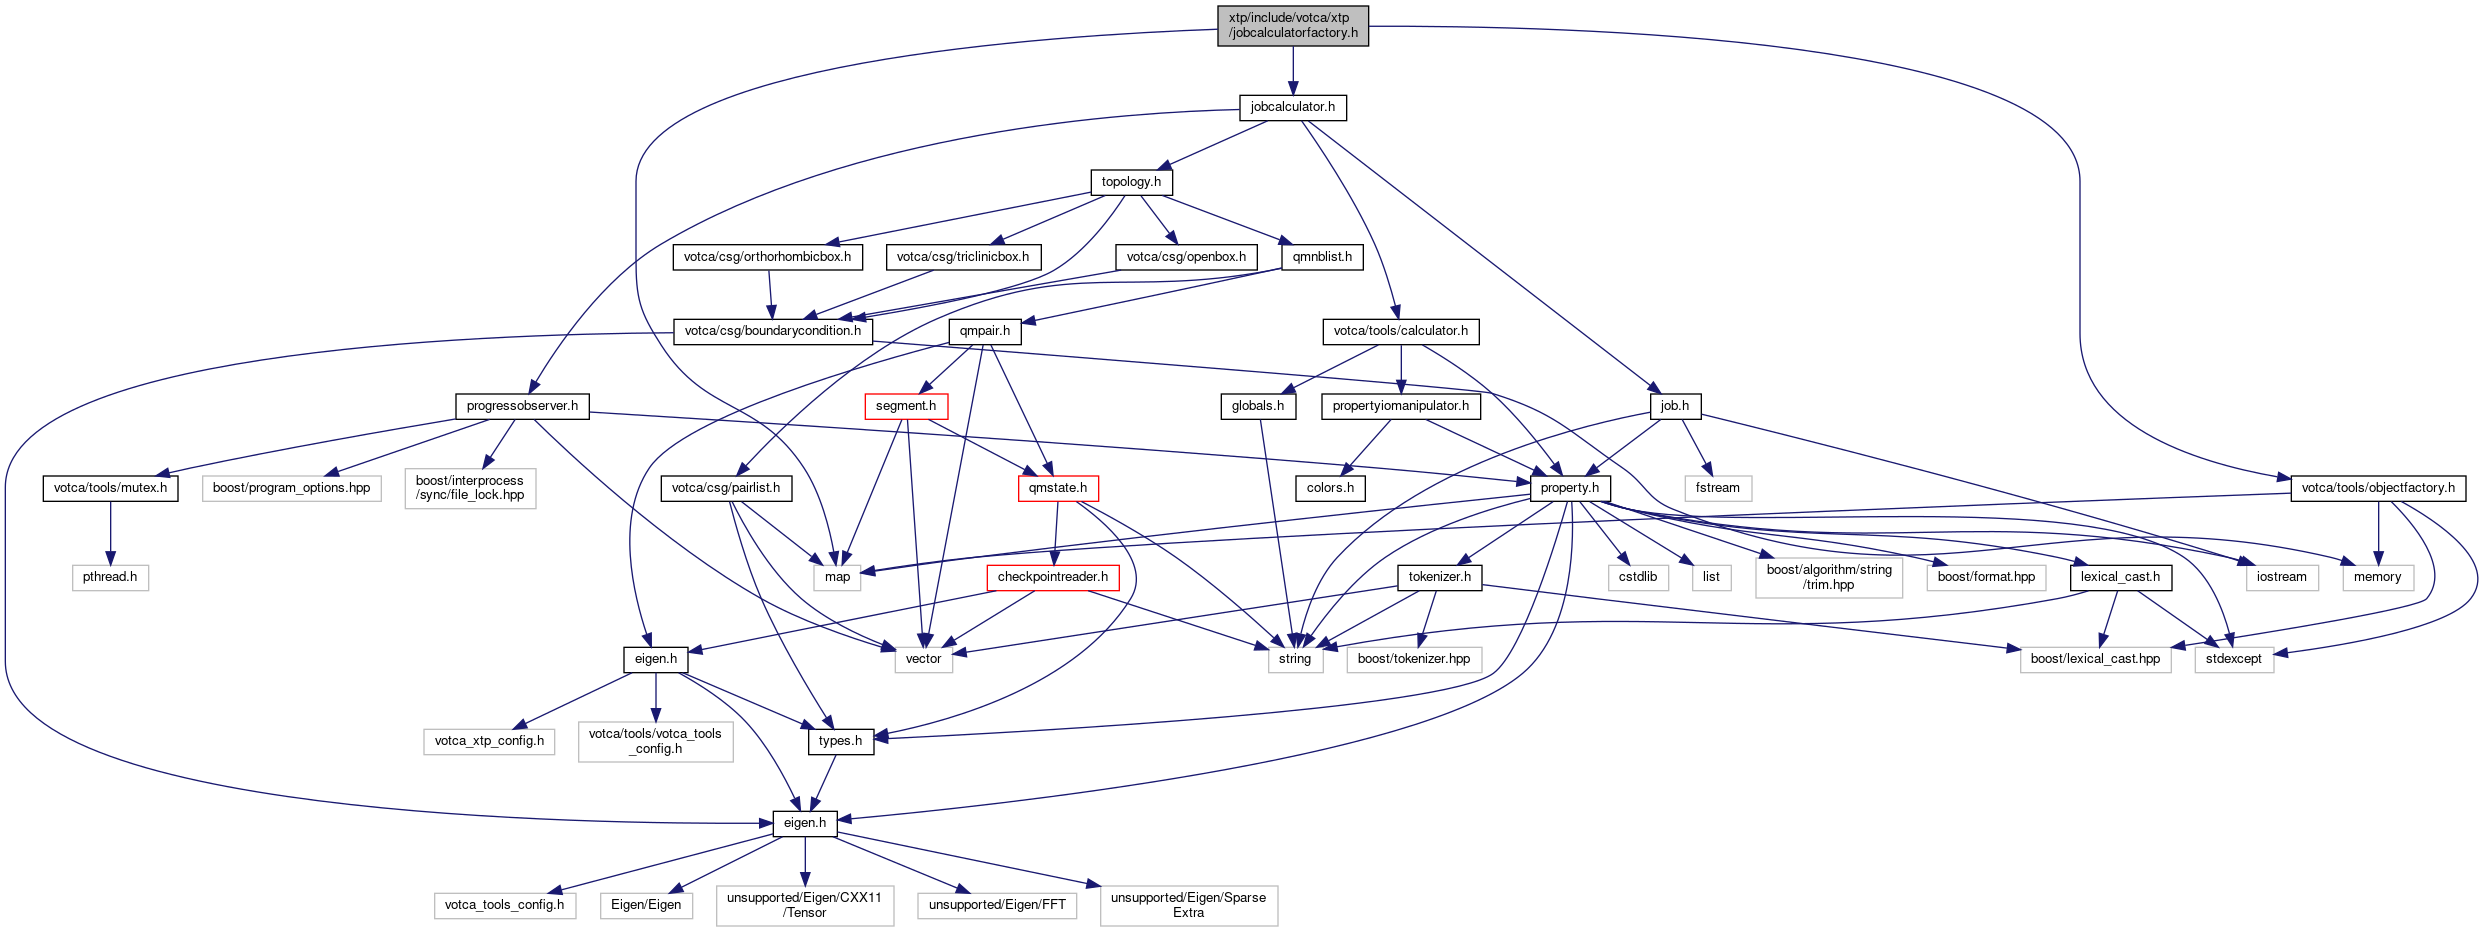 xtp/include/votca/xtp
/jobcalculatorfactory.h
jobcalculator.h
topology.h
votca/csg/orthorhombicbox.h
votca/csg/triclinicbox.h
votca/csg/openbox.h
qmnblist.h
votca/csg/boundarycondition.h
qmpair.h
votca/tools/calculator.h
progressobserver.h
segment.h
globals.h
propertyiomanipulator.h
job.h
votca/tools/mutex.h
boost/program_options.hpp
boost/interprocess
/sync/file_lock.hpp
votca/csg/pairlist.h
qmstate.h
colors.h
property.h
fstream
votca/tools/objectfactory.h
pthread.h
map
checkpointreader.h
tokenizer.h
cstdlib
list
boost/algorithm/string
/trim.hpp
boost/format.hpp
lexical_cast.h
iostream
memory
eigen.h
vector
string
boost/tokenizer.hpp
boost/lexical_cast.hpp
stdexcept
votca_xtp_config.h
votca/tools/votca_tools
_config.h
types.h
eigen.h
votca_tools_config.h
Eigen/Eigen
unsupported/Eigen/CXX11
/Tensor
unsupported/Eigen/FFT
unsupported/Eigen/Sparse
Extra